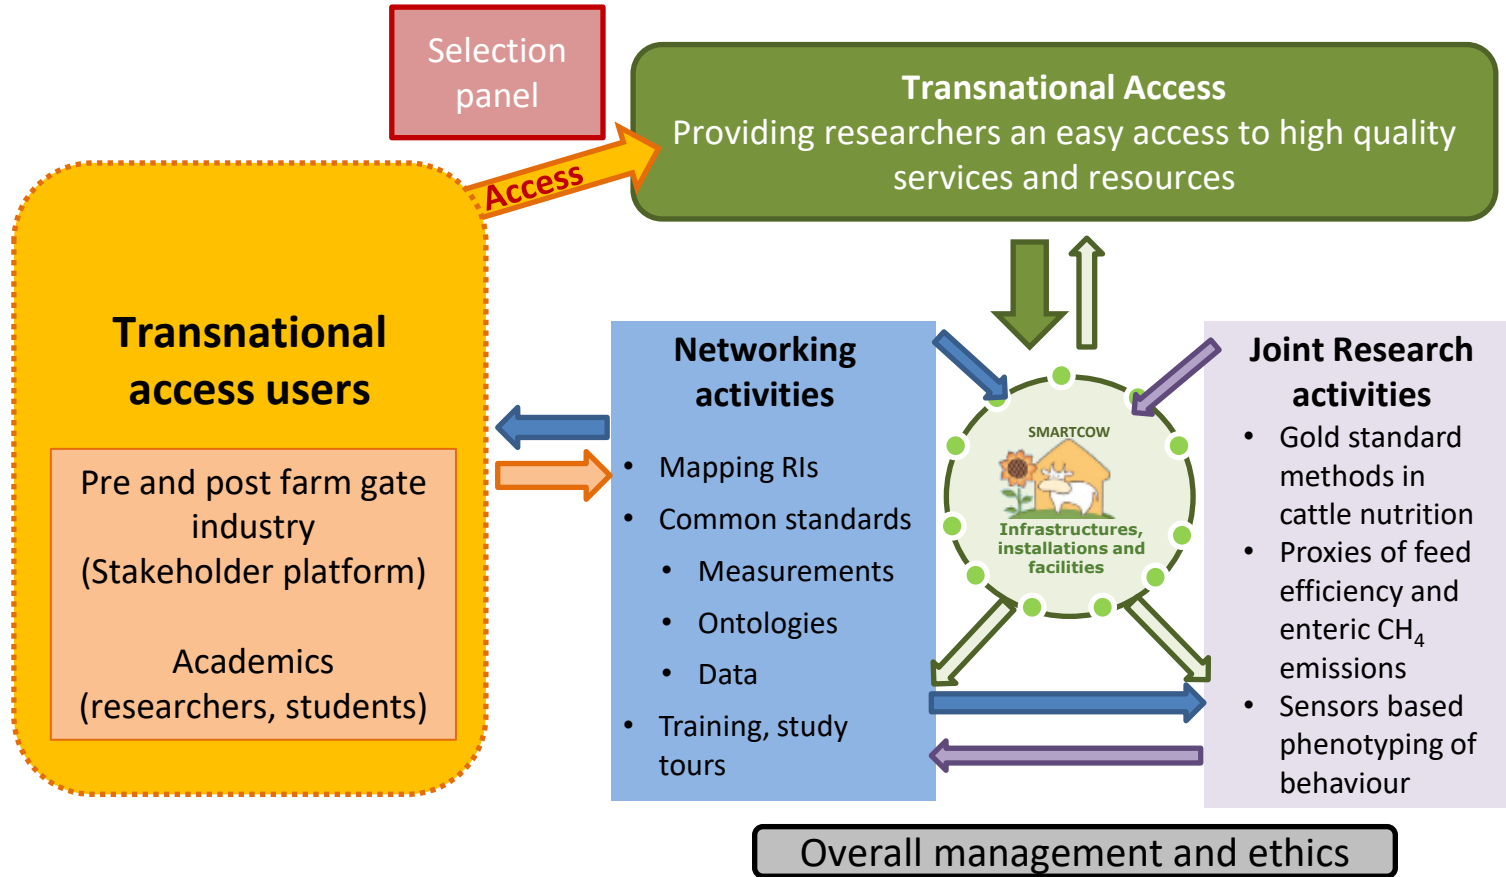 Selection
panel
Transnational Access
Providing researchers an easy access to high quality
services and resources
Access
Transnational
access users
Pre and post farm gate
industry
(Stakeholder platform)
Academics
(researchers, students)
Networking
activities
• Mapping RIs
• Common standards
• Measurements
• Ontologies
• Data
• Training, study
tours
SMARTCOW
Infrastructures,
installations and
facilities
Joint Research
activities
• Gold standard
methods in
cattle nutrition
• Proxies of feed
efficiency and
enteric CH₄
emissions
• Sensors based
phenotyping of
behaviour
Overall management and ethics